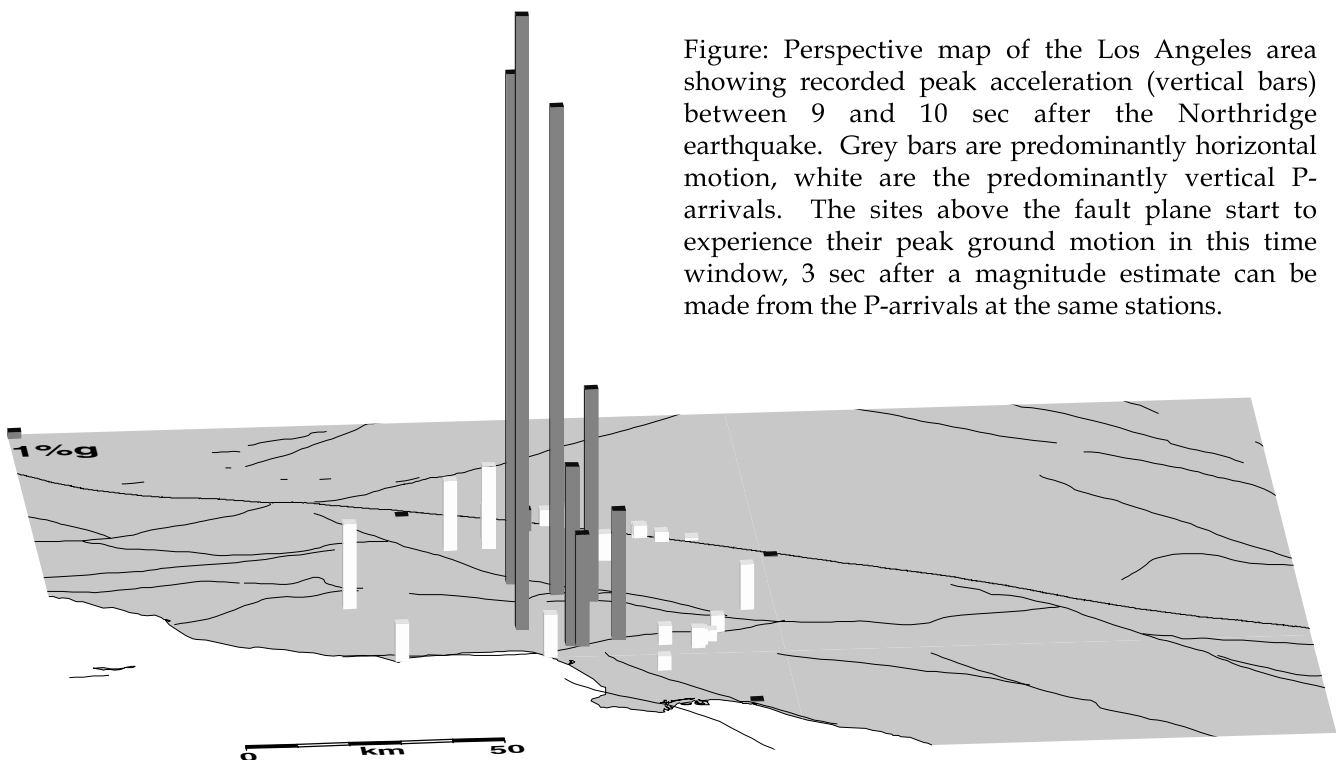 Figure: Perspective map of the Los Angeles area
showing recorded peak acceleration (vertical bars)
between 9 and 10 sec after the Northridge
earthquake. Grey bars are predominantly horizontal
motion, white are the predominantly vertical P-
arrivals. The sites above the fault plane start to
experience their peak ground motion in this time
window, 3 sec after a magnitude estimate can be
made from the P-arrivals at the same stations.
1%g
0 km 50